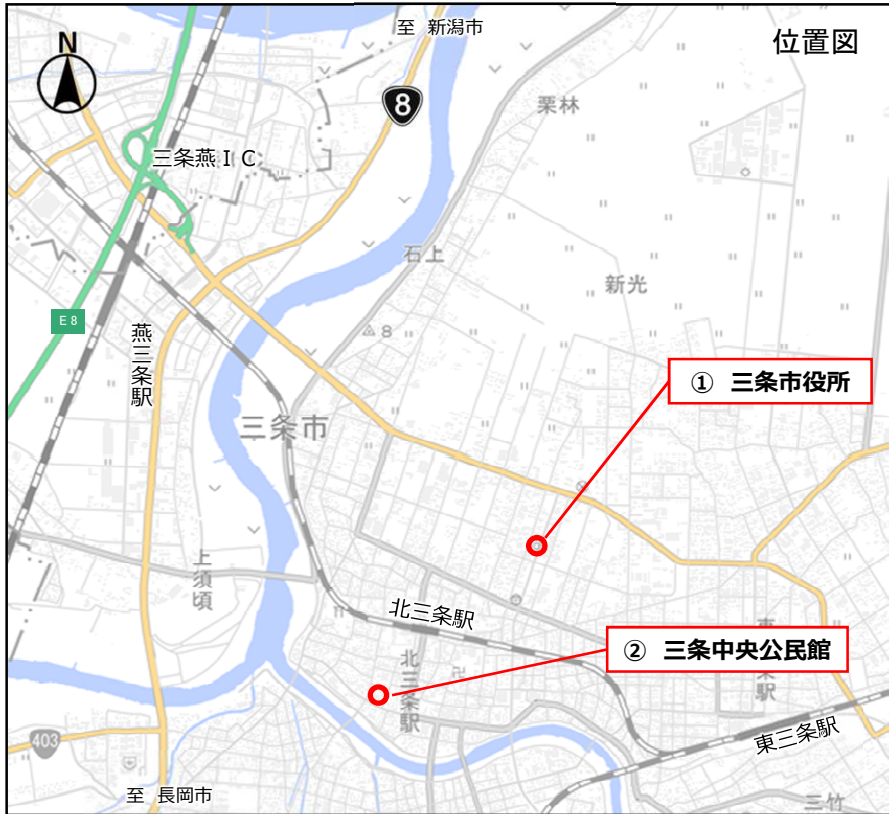 至 新潟市
位置図
N
8
栗林
三条燕ＩＣ
石上
新光
E8
8
燕三条駅
① 三条市役所
三条市
上須頃
北三条駅
② 三条中央公民館
北三条駅
東三条駅
403
東三条駅
至 長岡市
三竹